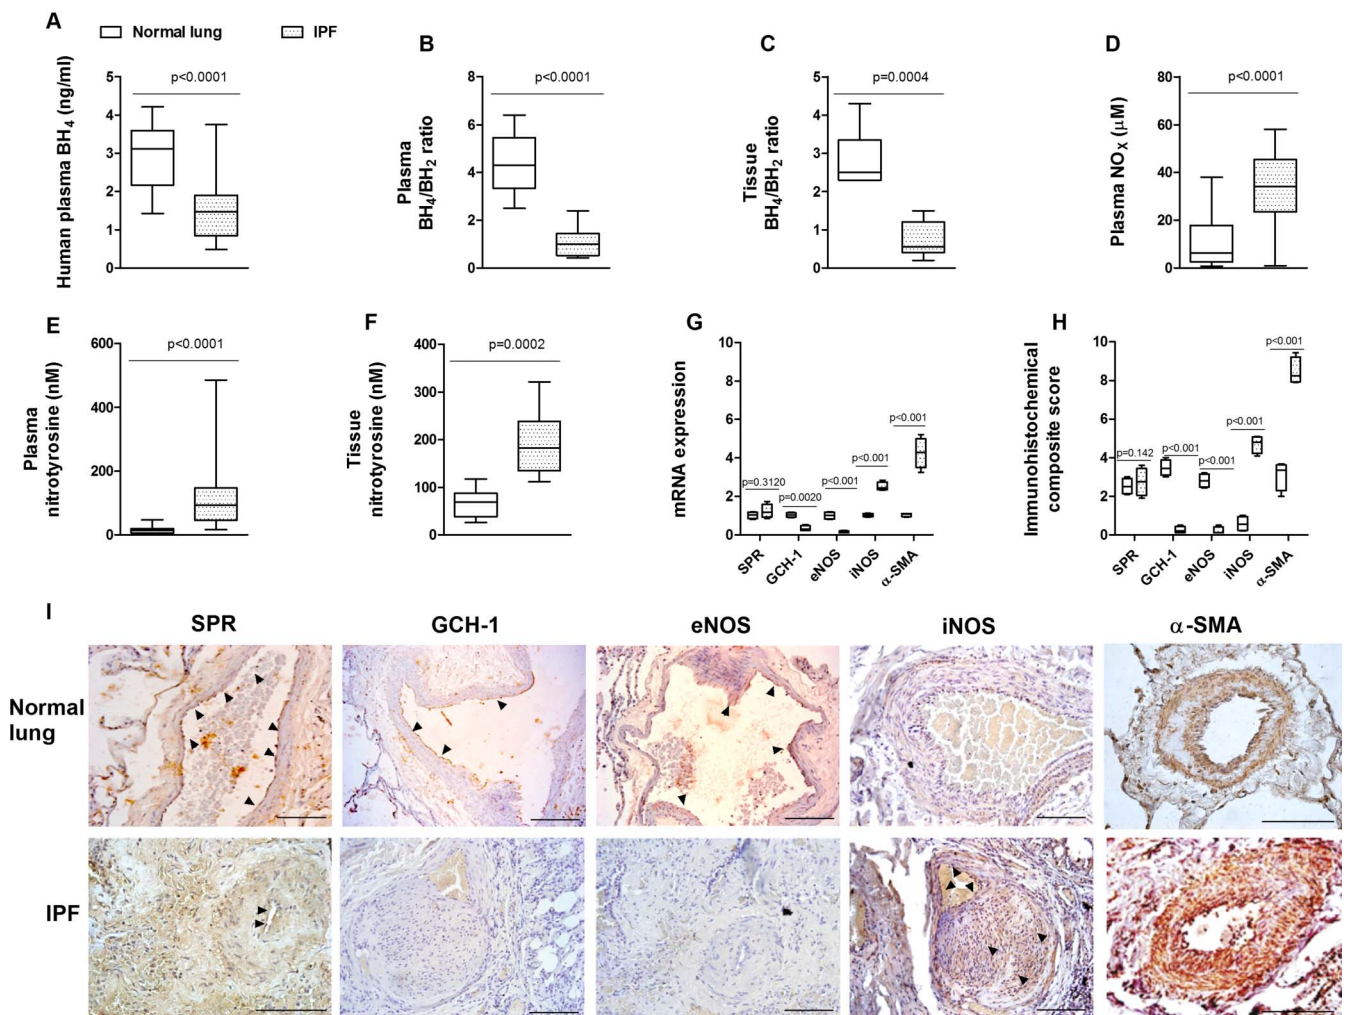 A
Normal lung
IPF
Human plasma BH4 (ng/ml)
p<0.0001
5
4
3
2
1
0
B
Plasma
BH4/BH2 ratio
p<0.0001
8
6
4
2
0
C
Tissue
BH4/BH2 ratio
p=0.0004
5
4
3
2
1
0
D
Plasma NOX (µM)
p<0.0001
80
60
40
20
0
E
Plasma
nitrotyrosine (nM)
p<0.0001
600
400
200
100
0
F
Tissue
nitrotyrosine (nM)
p=0.0002
400
300
200
100
0
G
mRNA expression
10
8
6
4
2
0
p=0.3120
p=0.0020
p<0.001
p<0.001
p<0.001
SPR
GCH-1
eNOS
iNOS
α-SMA
H
Immunohistochemical
composite score
10
8
6
4
2
0
p=0.142
p<0.001
p<0.001
p<0.001
p<0.001
SPR
GCH-1
eNOS
iNOS
α-SMA
I
SPR
GCH-1
eNOS
iNOS
α-SMA
Normal
lung
IPF